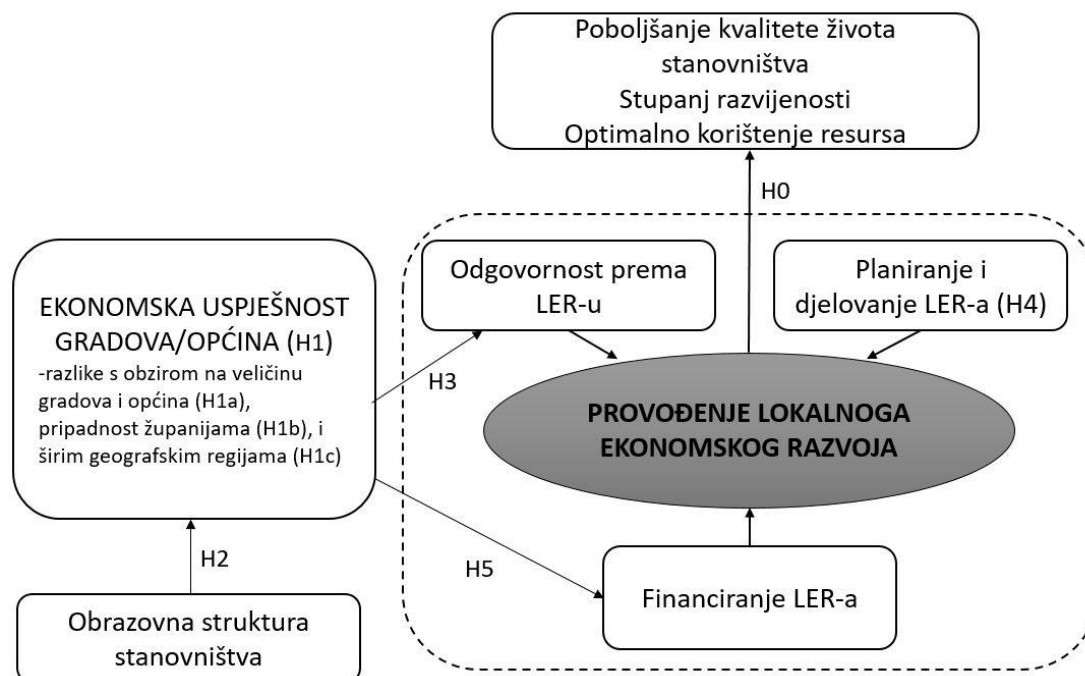 Poboljšanje kvalitete života
stanovništva
Stupanj razvijenosti
Optimalno korištenje resursa
H0
Odgovornost prema
LER-u
Planiranje i
djelovanje LER-a (H4)
EKONOMSKA USPJEŠNOST
GRADOVA/OPĆINA (H1)
-razlike s obzirom na veličinu
gradova i općina (H1a),
pripadnost županijama (H1b), i
širim geografskim regijama (H1c)
H3
PROVOĐENJE LOKALNOGA
EKONOMSKOG RAZVOJA
H2
H5
Financiranje LER-a
Obrazovna struktura
stanovništva